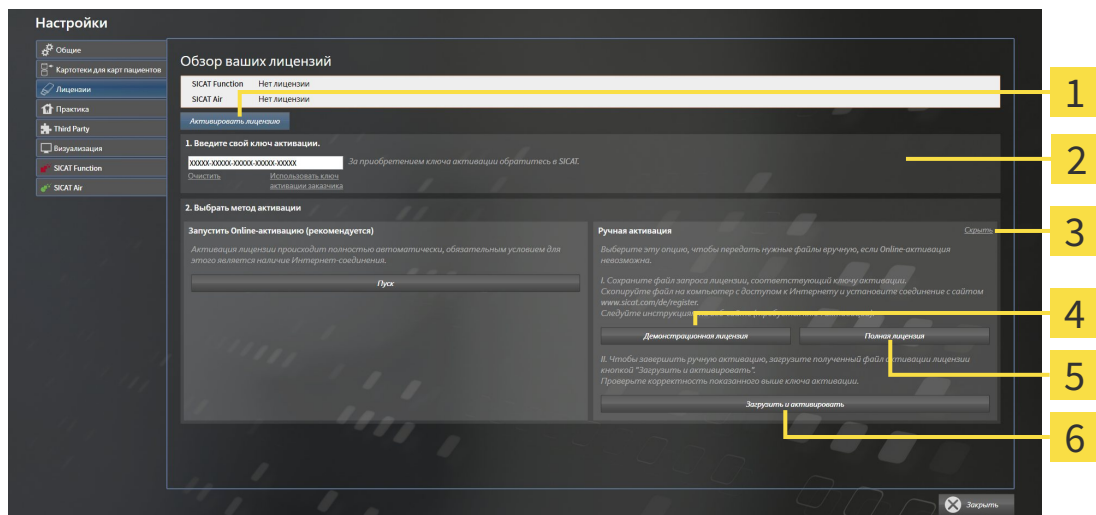 Настройки
Общие
Картотеки для карт пациентов
Лицензии
Практика
Third Party
Визуализация
SICAT Function
SICAT Air
Обзор ваших лицензий
SICAT Function Нет лицензии
SICAT Air Нет лицензии
Активировать лицензию
1. Введите свой ключ активации.
XXXXX-XXXXX-XXXXX-XXXXX-XXXXX
За приобретением ключа активации обратитесь в SICAT.
Очистить
Использовать ключ
активации заказчика
2. Выбрать метод активации
Запустить Online-активацию (рекомендуется)
Активация лицензии происходит полностью автоматически, обязательным условием для
этого является наличие Интернет-соединения.
Пуск
Ручная активация
Скрыть
Выберите эту опцию, чтобы передать нужные файлы вручную, если Online-активация
невозможна.
I. Сохраните файл запроса лицензии, соответствующий ключу активации.
Скопируйте файл на компьютер с доступом к Интернету и установите соединение с сайтом
www.sicat.com/de/register.
Следуйте инструкциям
Демонстрационная лицензия
Полная лицензия
II. Чтобы завершить ручную активацию, загрузите полученный файл активации лицензии
кнопкой "Загрузить и активировать".
Проверьте корректность показанного выше ключа активации.
Загрузить и активировать
Закрыть
1
2
3
4
5
6